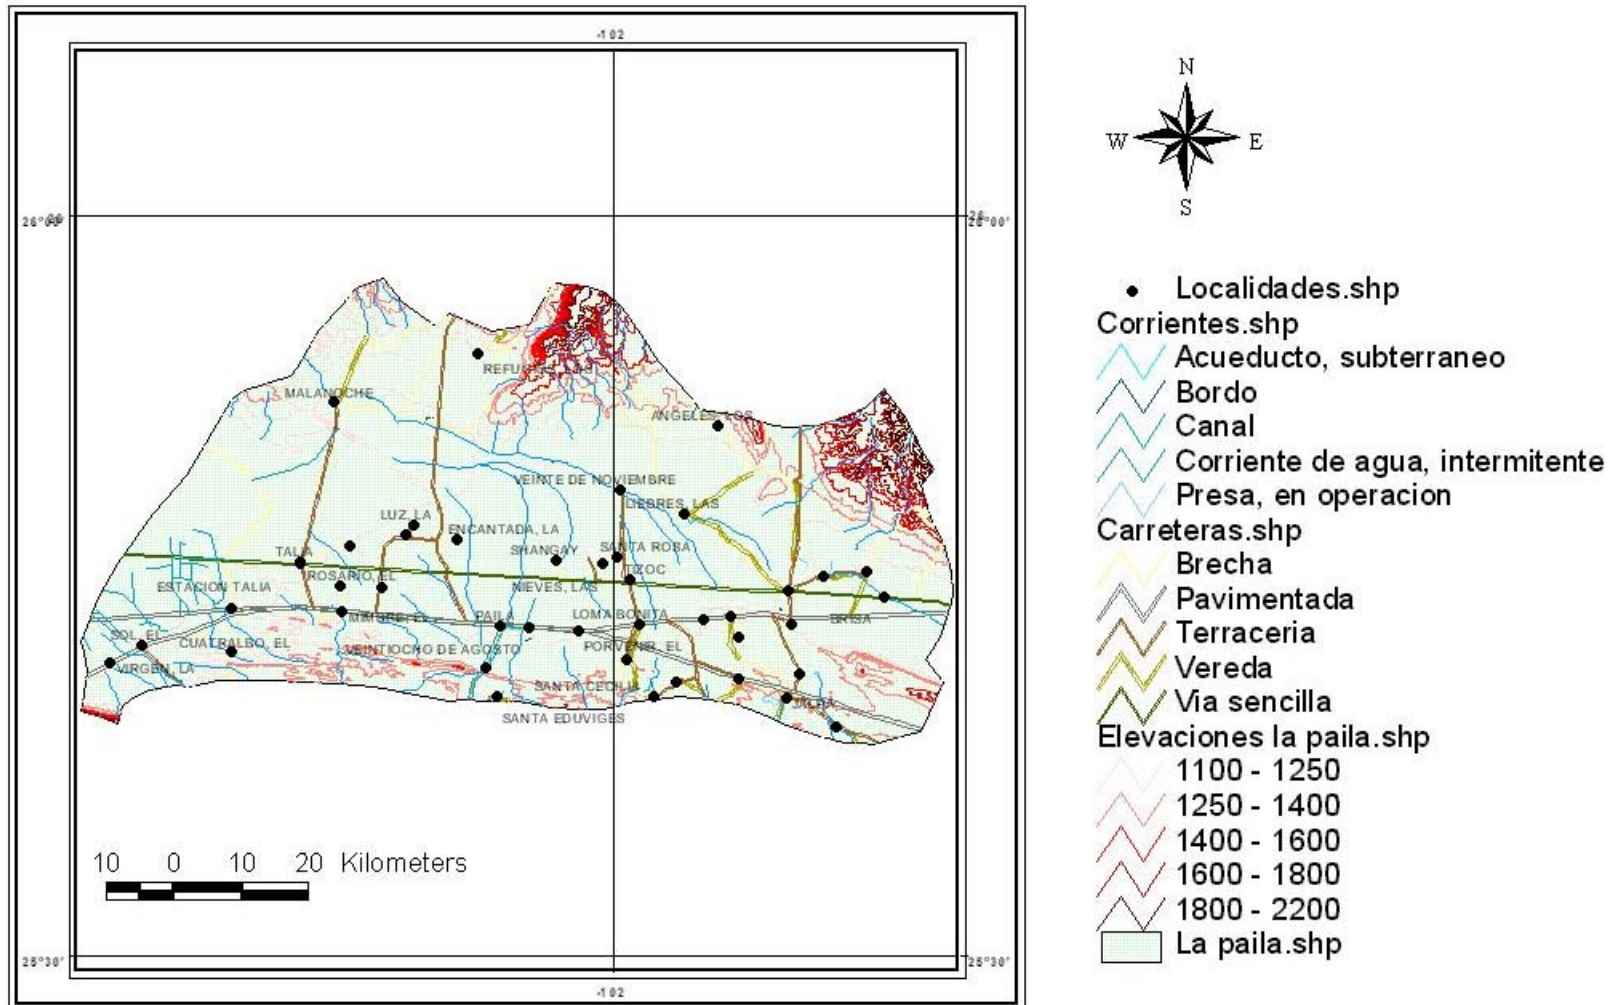 -102
N
W E
S
26°00' 26°00'
Localidades.shp
Corrientes.shp
Acueducto, subterraneo
Bordo
Canal
Corriente de agua, intermitente
Presa, en operacion
Carreteras.shp
Brecha
Pavimentada
Terraceria
Vereda
Via sencilla
Elevaciones la paila.shp
1100 - 1250
1250 - 1400
1400 - 1600
1600 - 1800
1800 - 2200
La paila.shp
MALANOCHE
ANGELES, LOS
VEINTE DE NOVIEMBRE
LIEBRES, LAS
LUZ, LA
ENCANTADA, LA
TALIA
SHANGAY
SANTA ROSA
ROSARIO, EL
TIZOC
ESTACION TALIA
NIEVES, LAS
PAILA
LOMA BONITA
BRISA
SOL, EL
CUATRALBO, EL
VEINTIOCHO DE AGOSTO
PORVENIR, EL
VIRGEN, LA
SANTA CECILIA
SANTA EDUVIGES
10 0 10 20 Kilometers
25°30' 25°30'
-102